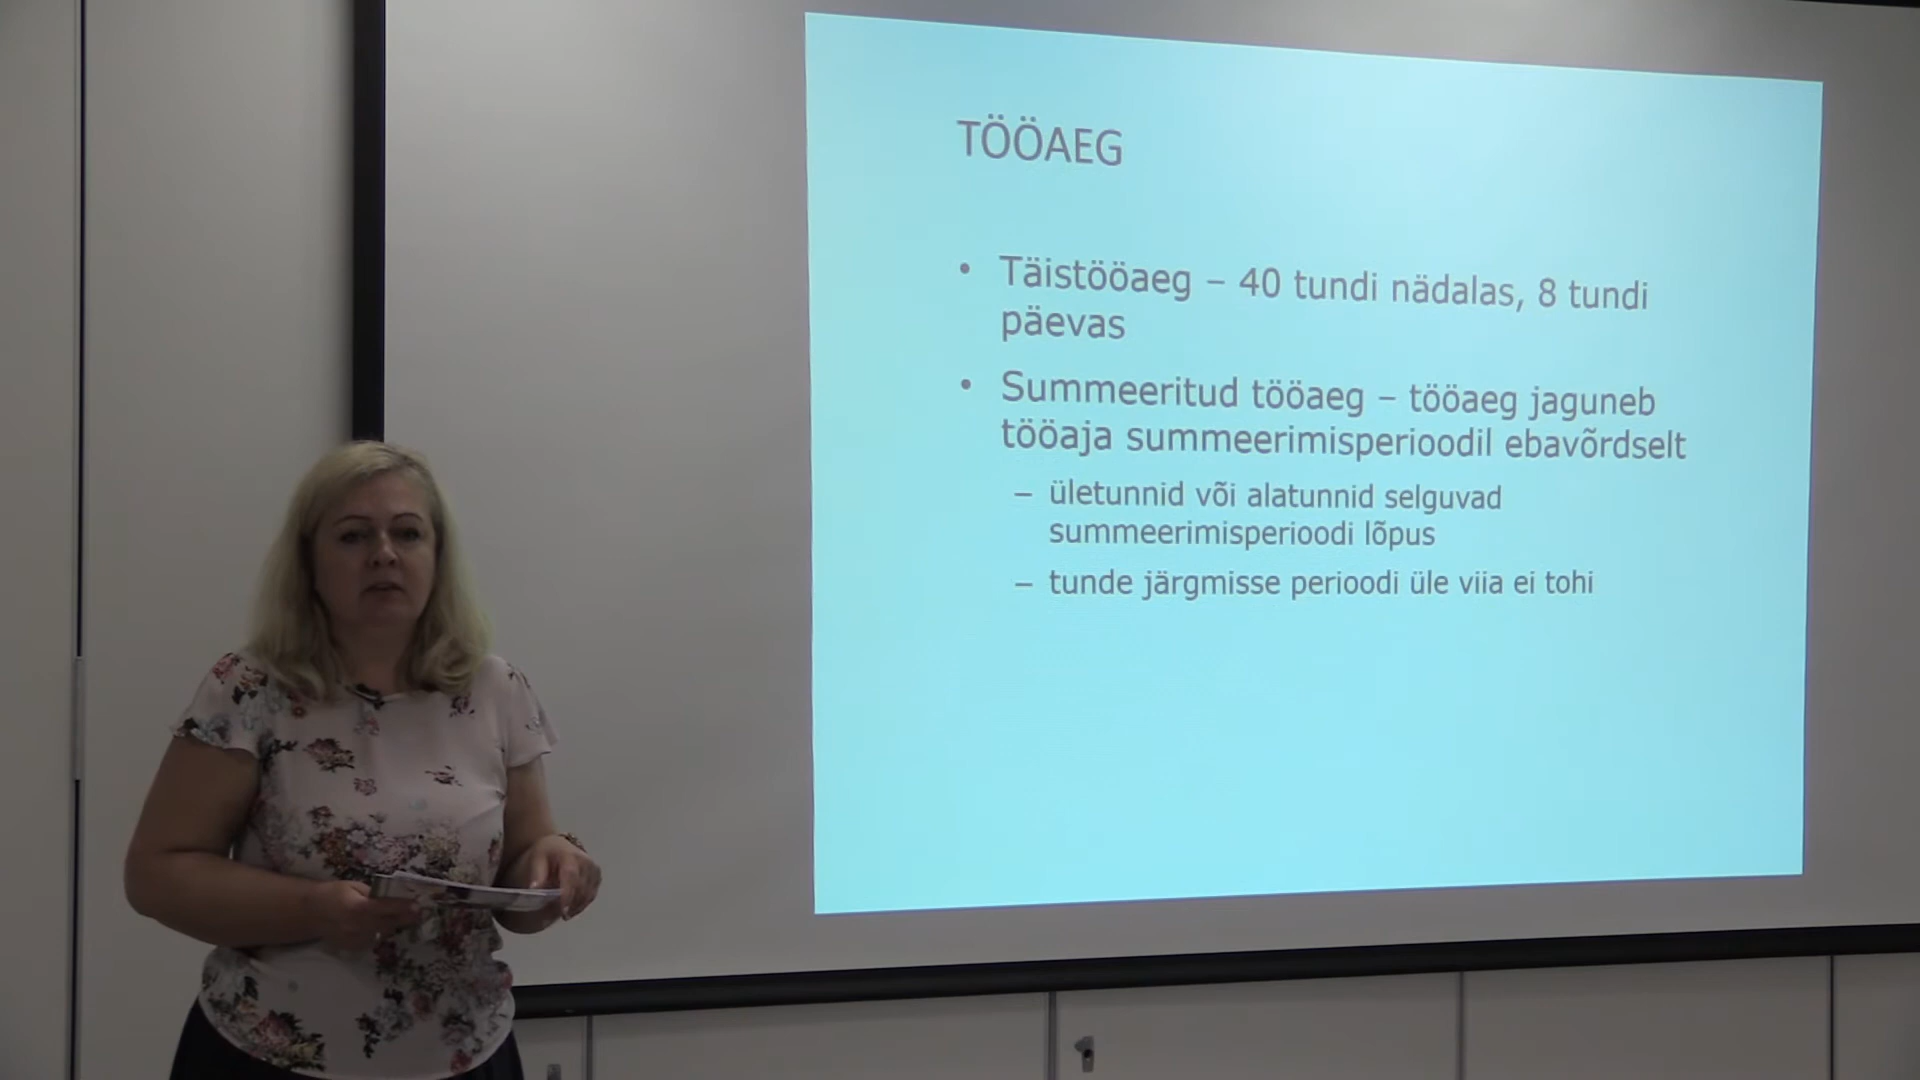 TÖÖAEG
• Täistööaeg – 40 tundi nädalas, 8 tundi
päevas
• Summeeritud tööaeg – tööaeg jaguneb
tööaja summeerimisperioodil ebavõrdselt
– ületunnid või alatunnid selguvad
summeerimisperioodi lõpus
– tunde järgmisse perioodi üle viia ei tohi